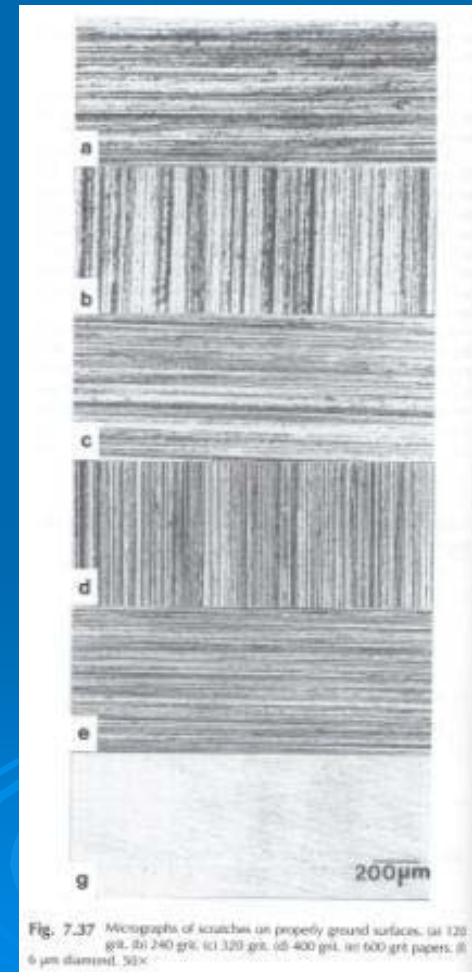 a
b
c
d
e
g
200µm
Fig. 7.37 Micrographs of scratches on properly ground surfaces. (a) 120
grit. (b) 240 grit. (c) 320 grit. (d) 400 grit. (e) 600 grit papers. (f)
6 µm diamond. 50×